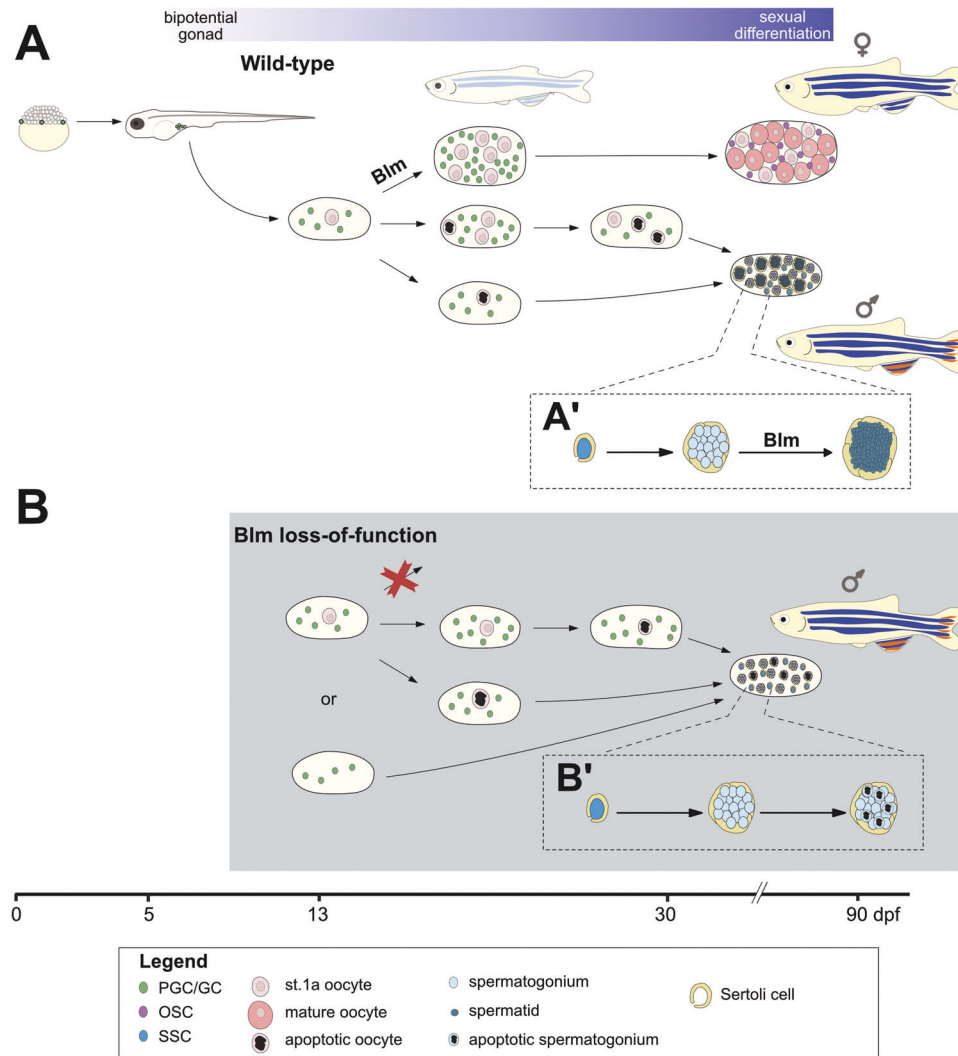 A
bipotential
gonad
sexual
differentiation
Wild-type
♀
Blm
♂
A'
Blm
B
Blm loss-of-function
♂
or
B'
0 5 13 30 90 dpf
Legend
PGC/GC
OSC
SSC
st.1a oocyte
mature oocyte
apoptotic oocyte
spermatogonium
spermatid
apoptotic spermatogonium
Sertoli cell